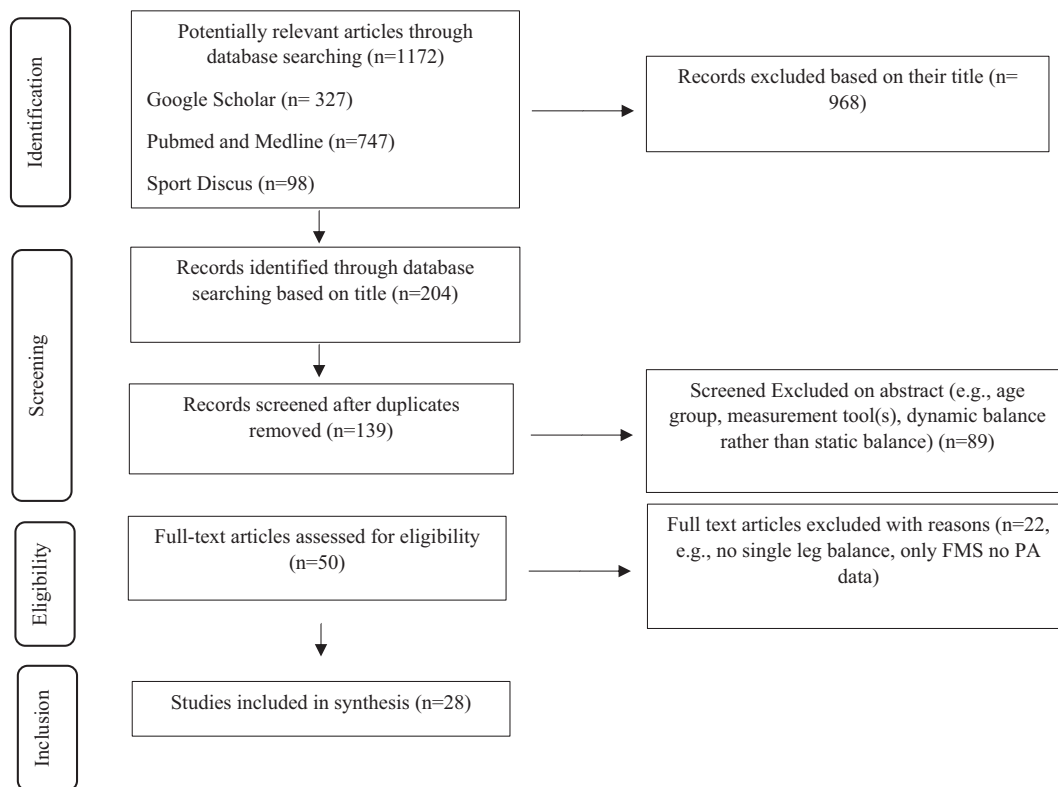 Identification
Potentially relevant articles through
database searching (n=1172)
Google Scholar (n= 327)
Pubmed and Medline (n=747)
Sport Discus (n=98)
Records excluded based on their title (n=
968)
Screening
Records identified through database
searching based on title (n=204)
Records screened after duplicates
removed (n=139)
Screened Excluded on abstract (e.g., age
group, measurement tool(s), dynamic balance
rather than static balance) (n=89)
Eligibility
Full-text articles assessed for eligibility
(n=50)
Full text articles excluded with reasons (n=22,
e.g., no single leg balance, only FMS no PA
data)
Inclusion
Studies included in synthesis (n=28)